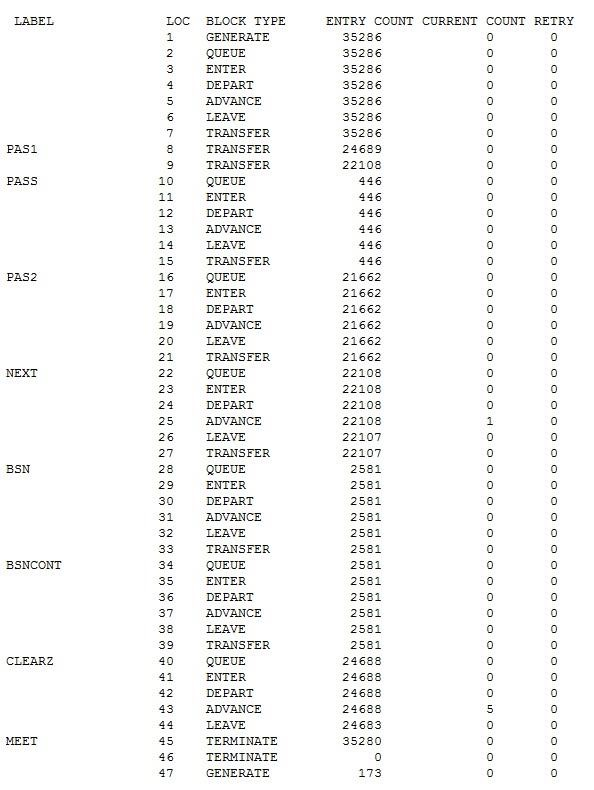 LABEL LOC BLOCK TYPE ENTRY COUNT CURRENT COUNT RETRY
1 GENERATE 35286 0 0
2 QUEUE 35286 0 0
3 ENTER 35286 0 0
4 DEPART 35286 0 0
5 ADVANCE 35286 0 0
6 LEAVE 35286 0 0
7 TRANSFER 35286 0 0
PAS1 8 TRANSFER 24689 0 0
9 TRANSFER 22108 0 0
PASS 10 QUEUE 446 0 0
11 ENTER 446 0 0
12 DEPART 446 0 0
13 ADVANCE 446 0 0
14 LEAVE 446 0 0
15 TRANSFER 446 0 0
PAS2 16 QUEUE 21662 0 0
17 ENTER 21662 0 0
18 DEPART 21662 0 0
19 ADVANCE 21662 0 0
20 LEAVE 21662 0 0
21 TRANSFER 21662 0 0
NEXT 22 QUEUE 22108 0 0
23 ENTER 22108 0 0
24 DEPART 22108 0 0
25 ADVANCE 22108 1 0
26 LEAVE 22107 0 0
27 TRANSFER 22107 0 0
BSN 28 QUEUE 2581 0 0
29 ENTER 2581 0 0
30 DEPART 2581 0 0
31 ADVANCE 2581 0 0
32 LEAVE 2581 0 0
33 TRANSFER 2581 0 0
BSNCONT 34 QUEUE 2581 0 0
35 ENTER 2581 0 0
36 DEPART 2581 0 0
37 ADVANCE 2581 0 0
38 LEAVE 2581 0 0
39 TRANSFER 2581 0 0
CLEARZ 40 QUEUE 24688 0 0
41 ENTER 24688 0 0
42 DEPART 24688 0 0
43 ADVANCE 24688 5 0
44 LEAVE 24683 0 0
MEET 45 TERMINATE 35280 0 0
46 TERMINATE 0 0 0
47 GENERATE 173 0 0